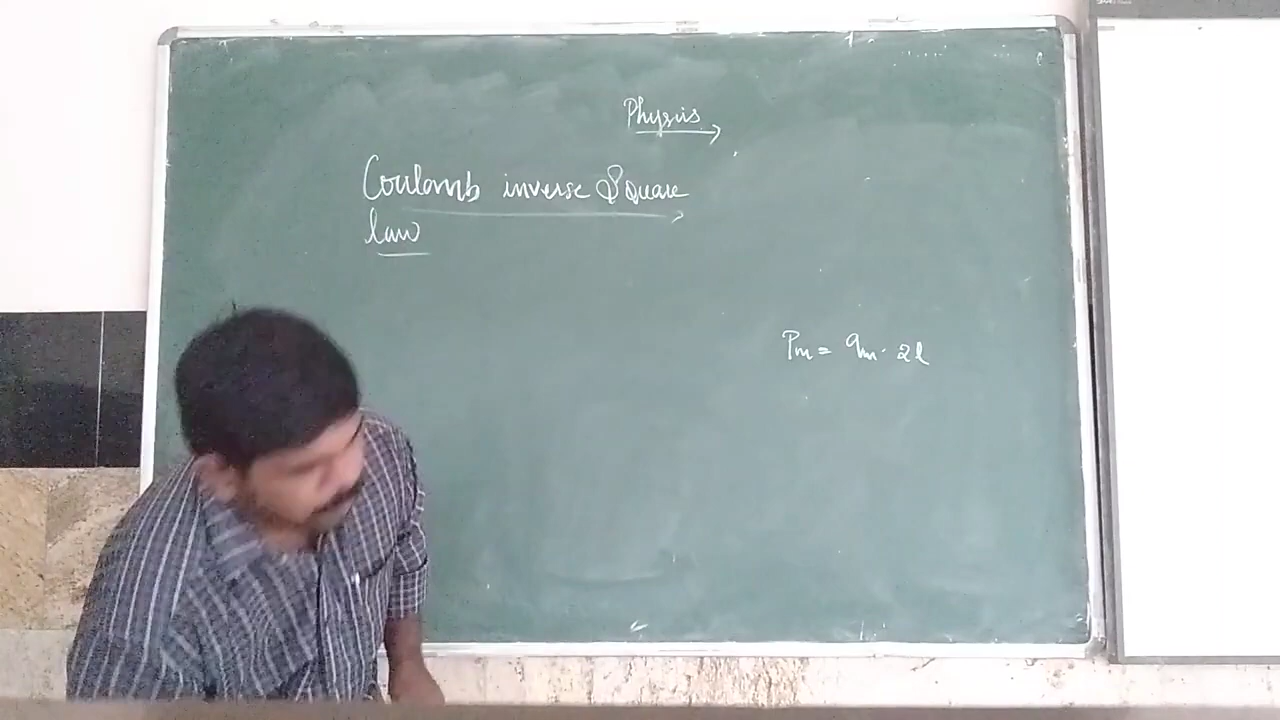 Physics
Coulomb inverse Square
law
Pm = qm · 2l